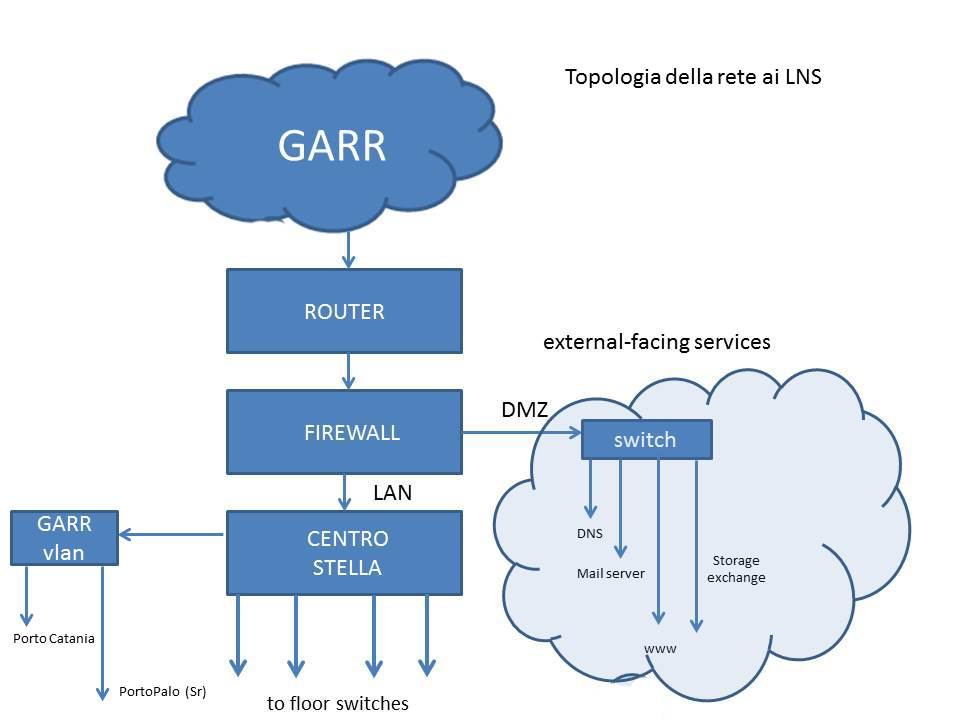 Topologia della rete ai LNS
GARR
ROUTER
external-facing services
FIREWALL
DMZ
switch
LAN
GARR
vlan
CENTRO
STELLA
DNS
Mail server
Storage
exchange
www
Porto Catania
PortoPalo (Sr)
to floor switches